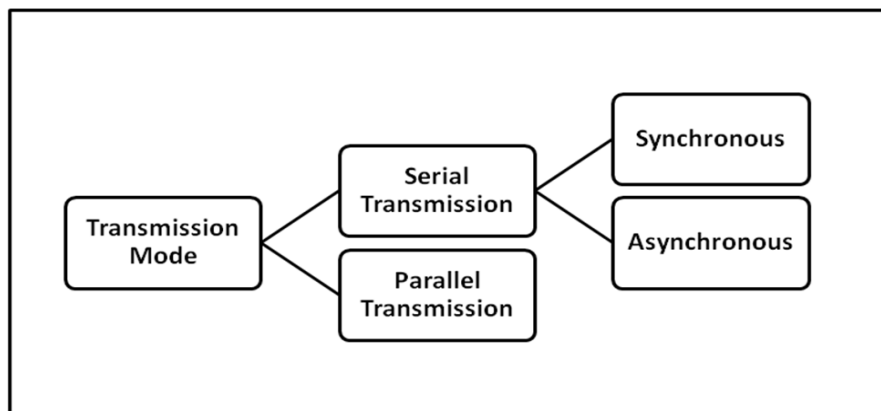 Transmission
Mode
Serial
Transmission
Parallel
Transmission
Synchronous
Asynchronous